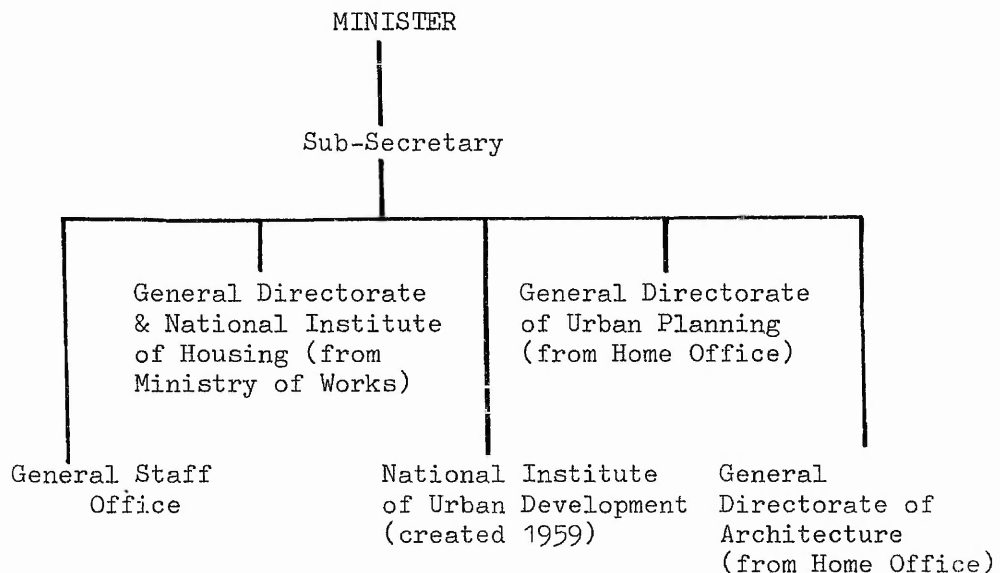 MINISTER
Sub-Secretary
General Directorate
& National Institute
of Housing (from
Ministry of Works)
General Directorate
of Urban Planning
(from Home Office)
General Staff
Office
National Institute
of Urban Development
(created 1959)
General
Directorate of
Architecture
(from Home Office)